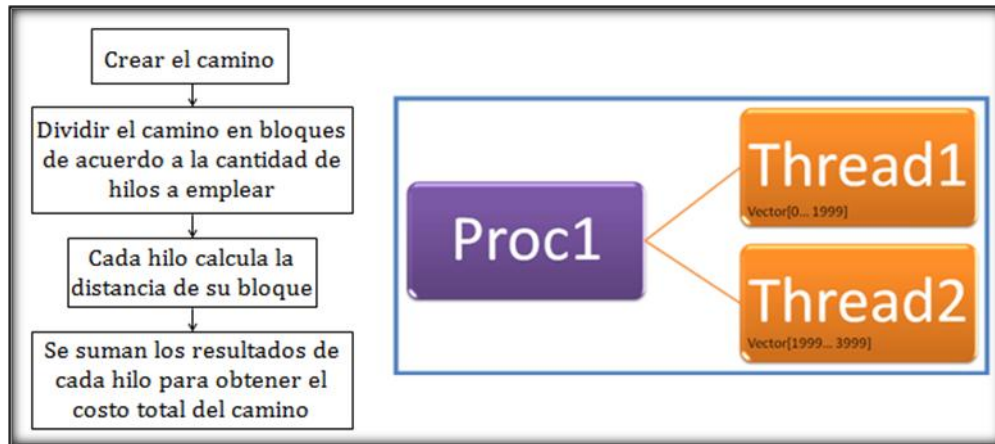 Crear el camino
Dividir el camino en bloques
de acuerdo a la cantidad de
hilos a emplear
Cada hilo calcula la
distancia de su bloque
Se suman los resultados de
cada hilo para obtener el
costo total del camino
Proc1
Thread1
Vector[0... 1999]
Thread2
Vector[1999... 3999]